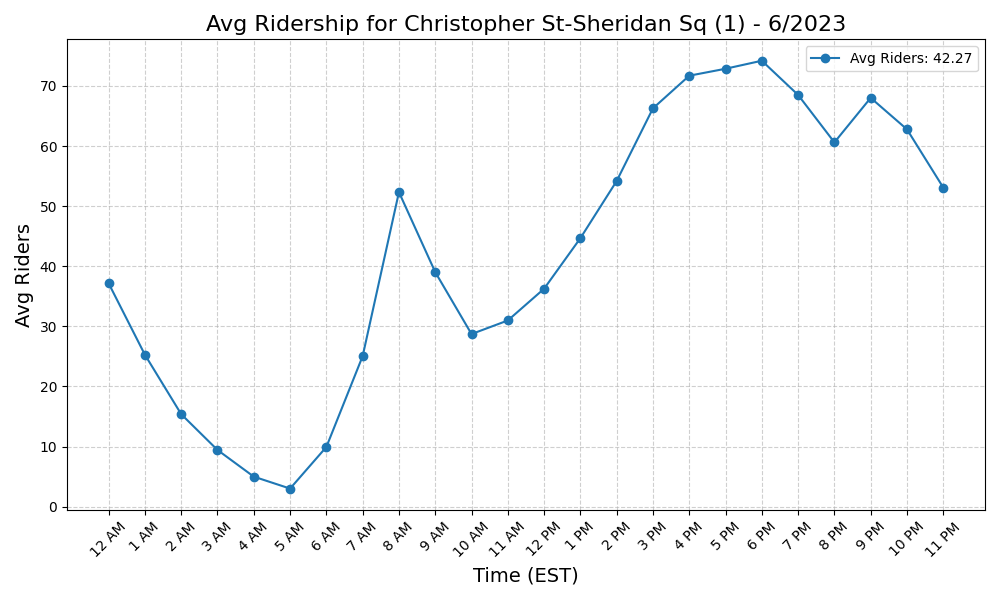 Avg Ridership for Christopher St-Sheridan Sq (1) - 6/2023
Avg Riders: 42.27
Avg Riders
70
60
50
40
30
20
10
0
12 AM
1 AM
2 AM
3 AM
4 AM
5 AM
6 AM
7 AM
8 AM
9 AM
10 AM
11 AM
12 PM
1 PM
2 PM
3 PM
4 PM
5 PM
6 PM
7 PM
8 PM
9 PM
10 PM
11 PM
Time (EST)